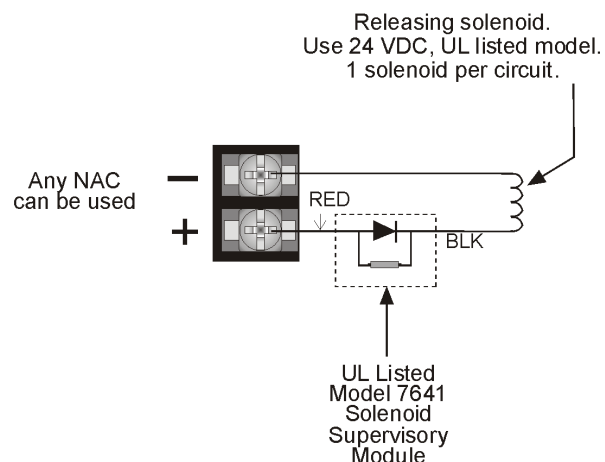 Releasing solenoid.
Use 24 VDC, UL listed model.
1 solenoid per circuit.
Any NAC
can be used
−
+
RED
BLK
UL Listed
Model 7641
Solenoid
Supervisory
Module